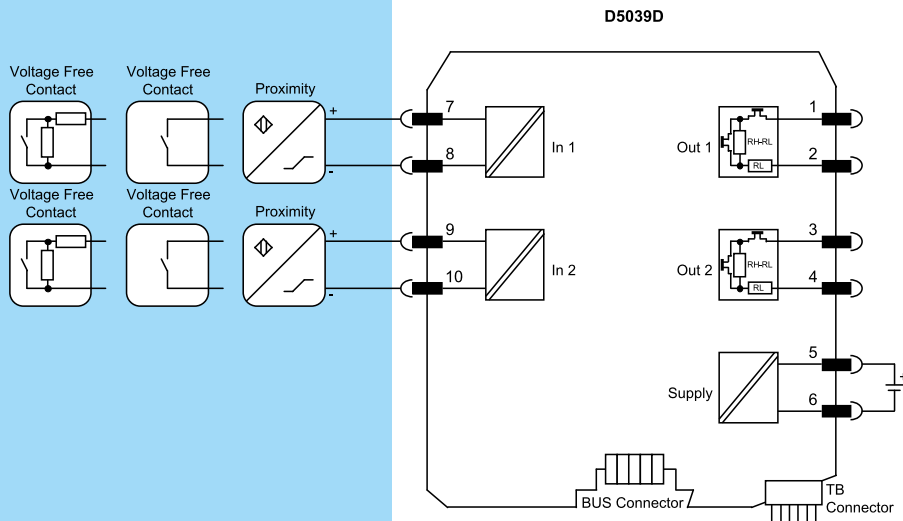 D5039D
Voltage Free
Contact
Voltage Free
Contact
Proximity
+
-
7
8
In 1
Out 1
RH-RL
RL
1
2
Voltage Free
Contact
Voltage Free
Contact
Proximity
+
-
9
10
In 2
Out 2
RH-RL
RL
3
4
Supply
5
6
+
BUS Connector
TB
Connector